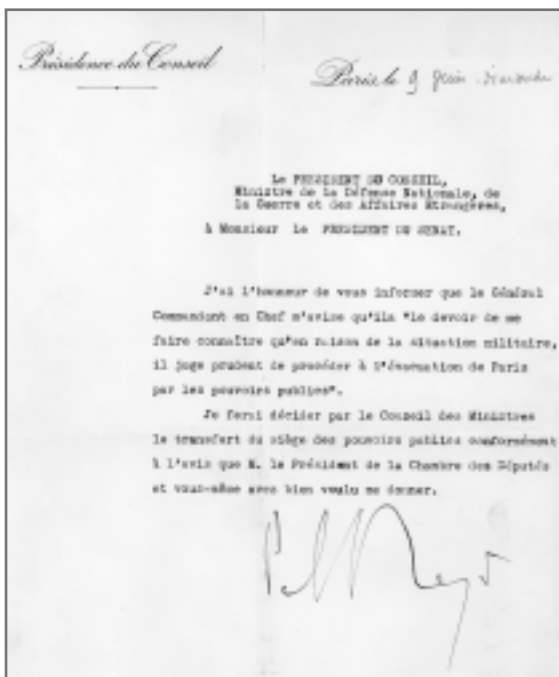 Présidence du Conseil
Paris le 9 Juin
Le PRESIDENT DU CONSEIL,
Ministre de la Défense Nationale, de
la Guerre et des Affaires Etrangères,
à Monsieur le PRESIDENT DU SENAT.
J'ai l'honneur de vous informer que le Général
Commandant en Chef m'avise qu'ila "le devoir de me
faire connaître qu'en raison de la situation militaire,
il juge prudent de procéder à l'évacuation de Paris
par les pouvoirs publics".
Je ferai décider par le Conseil des Ministres
le transfert du siège des pouvoirs publics conformément
à l'avis que M. le Président de la Chambre des Députés
et vous-même avez bien voulu me donner.